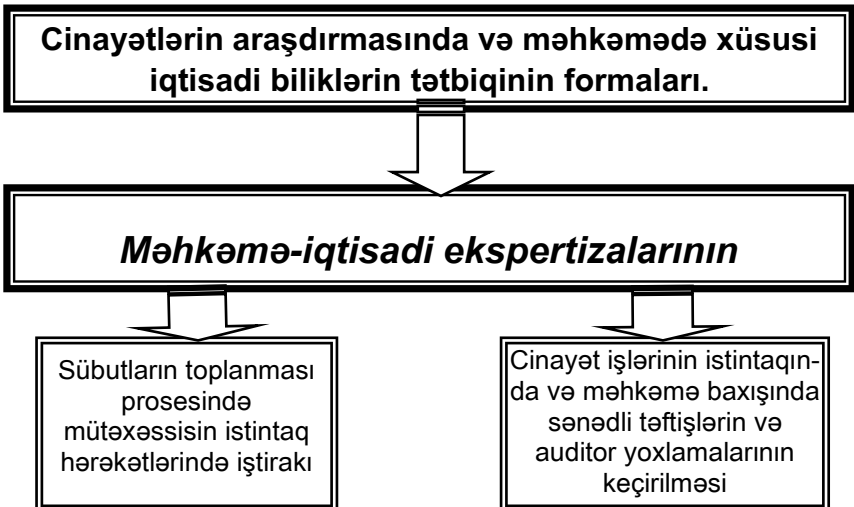 Cinayətlərin araşdırmasında və məhkəmədə xüsusi
iqtisadi biliklərin tətbiqinin formaları.
Məhkəmə-iqtisadi ekspertizalarının
Sübutların toplanması
prosesində
mütəxəssisin istintaq
hərəkətlərində iştirakı
Cinayət işlərinin istintaqın-
da və məhkəmə baxışında
sənədli təftişlərin və
auditor yoxlamalarının
keçirilməsi